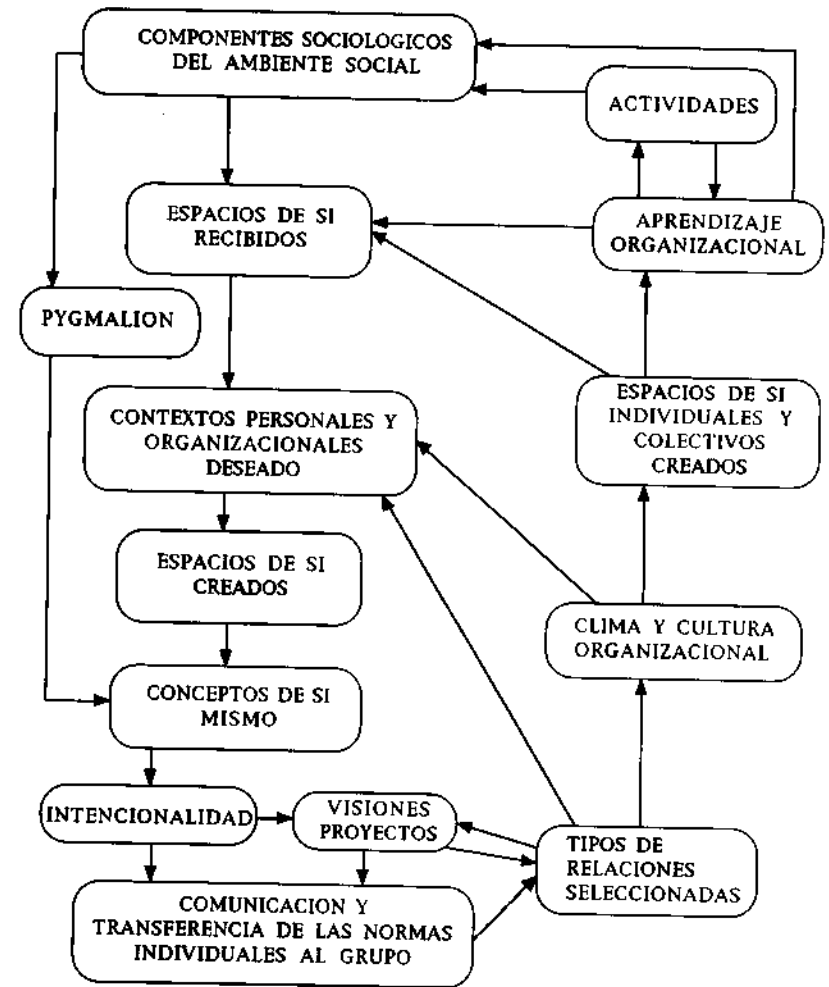 COMPONENTES SOCIOLOGICOS
DEL AMBIENTE SOCIAL
ACTIVIDADES
ESPACIOS DE SI
RECIBIDOS
APRENDIZAJE
ORGANIZACIONAL
PYGMALION
CONTEXTOS PERSONALES Y
ORGANIZACIONALES
DESEADO
ESPACIOS DE SI
INDIVIDUALES Y
COLECTIVOS
CREADOS
ESPACIOS DE SI
CREADOS
CLIMA Y CULTURA
ORGANIZACIONAL
CONCEPTOS DE SI
MISMO
INTENCIONALIDAD
VISIONES
PROYECTOS
TIPOS DE
RELACIONES
SELECCIONADAS
COMUNICACION Y
TRANSFERENCIA DE LAS NORMAS
INDIVIDUALES AL GRUPO